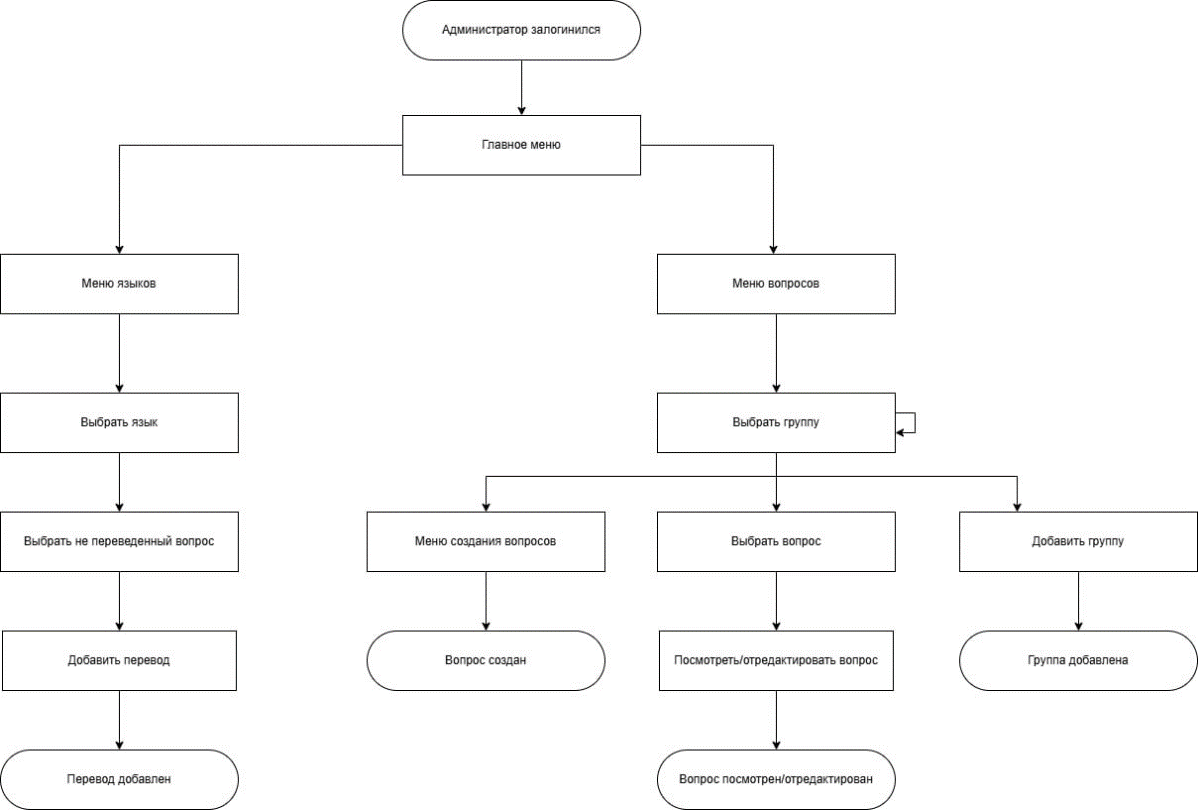 Администратор залогинился
Главное меню
Меню языков
Меню вопросов
Выбрать язык
Выбрать группу
Выбрать не переведенный вопрос
Меню создания вопросов
Выбрать вопрос
Добавить группу
Добавить перевод
Вопрос создан
Посмотреть/отредактировать вопрос
Группа добавлена
Перевод добавлен
Вопрос посмотрен/отредактирован